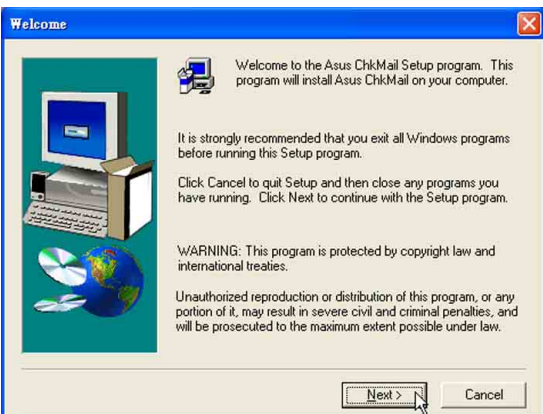 Welcome
Welcome to the Asus ChkMail Setup program. This
program will install Asus ChkMail on your computer.
It is strongly recommended that you exit all Windows programs
before running this Setup program.
Click Cancel to quit Setup and then close any programs you
have running. Click Next to continue with the Setup program.
WARNING: This program is protected by copyright law and
international treaties.
Unauthorized reproduction or distribution of this program, or any
portion of it, may result in severe civil and criminal penalties, and
will be prosecuted to the maximum extent possible under law.
Next >
Cancel